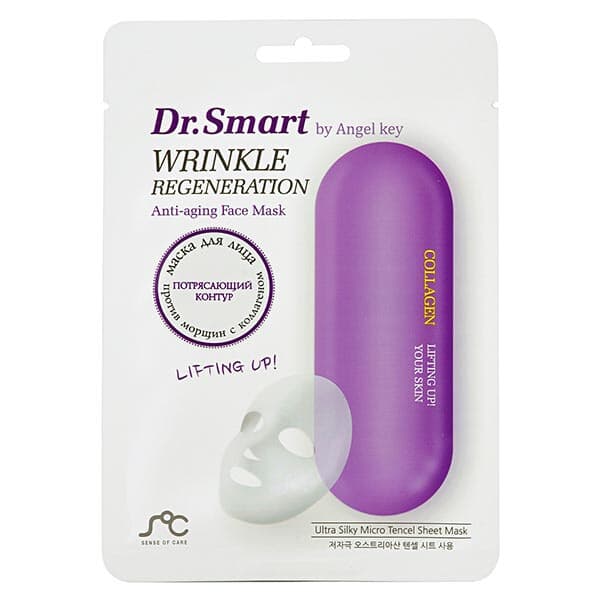 Dr.Smart by Angel key
WRINKLE
REGENERATION
Anti-aging Face Mask
маска для лица
ПОТРЯСАЮЩИЙ
КОНТУР
против морщин с коллагеном
LIFTING UP!
COLLAGEN
LIFTING UP!
YOUR SKIN
SOC
SENSE OF CARE
Ultra Silky Micro Tencel Sheet Mask
저자극 오스트리아산 텐셀 시트 사용